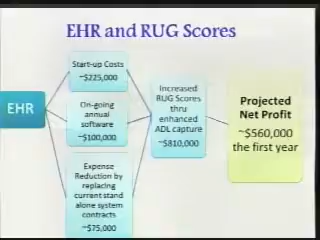 EHR and RUG Scores
EHR
Start-up Costs
~$225,000
On-going
annual
software
~$100,000
Expense
Reduction by
replacing
current stand
alone system
contracts
~$75,000
Increased
RUG Scores
thru
enhanced
ADL capture
~$810,000
Projected
Net Profit
~$560,000
the first year